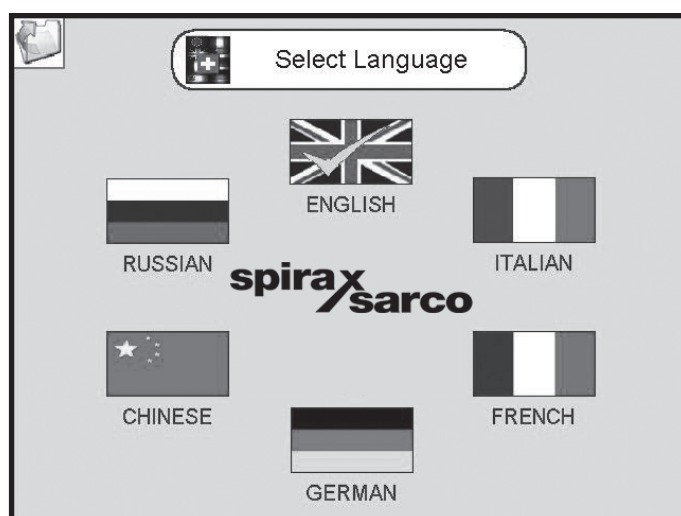 Select Language
ENGLISH
RUSSIAN
ITALIAN
spirax
sarco
CHINESE
FRENCH
GERMAN